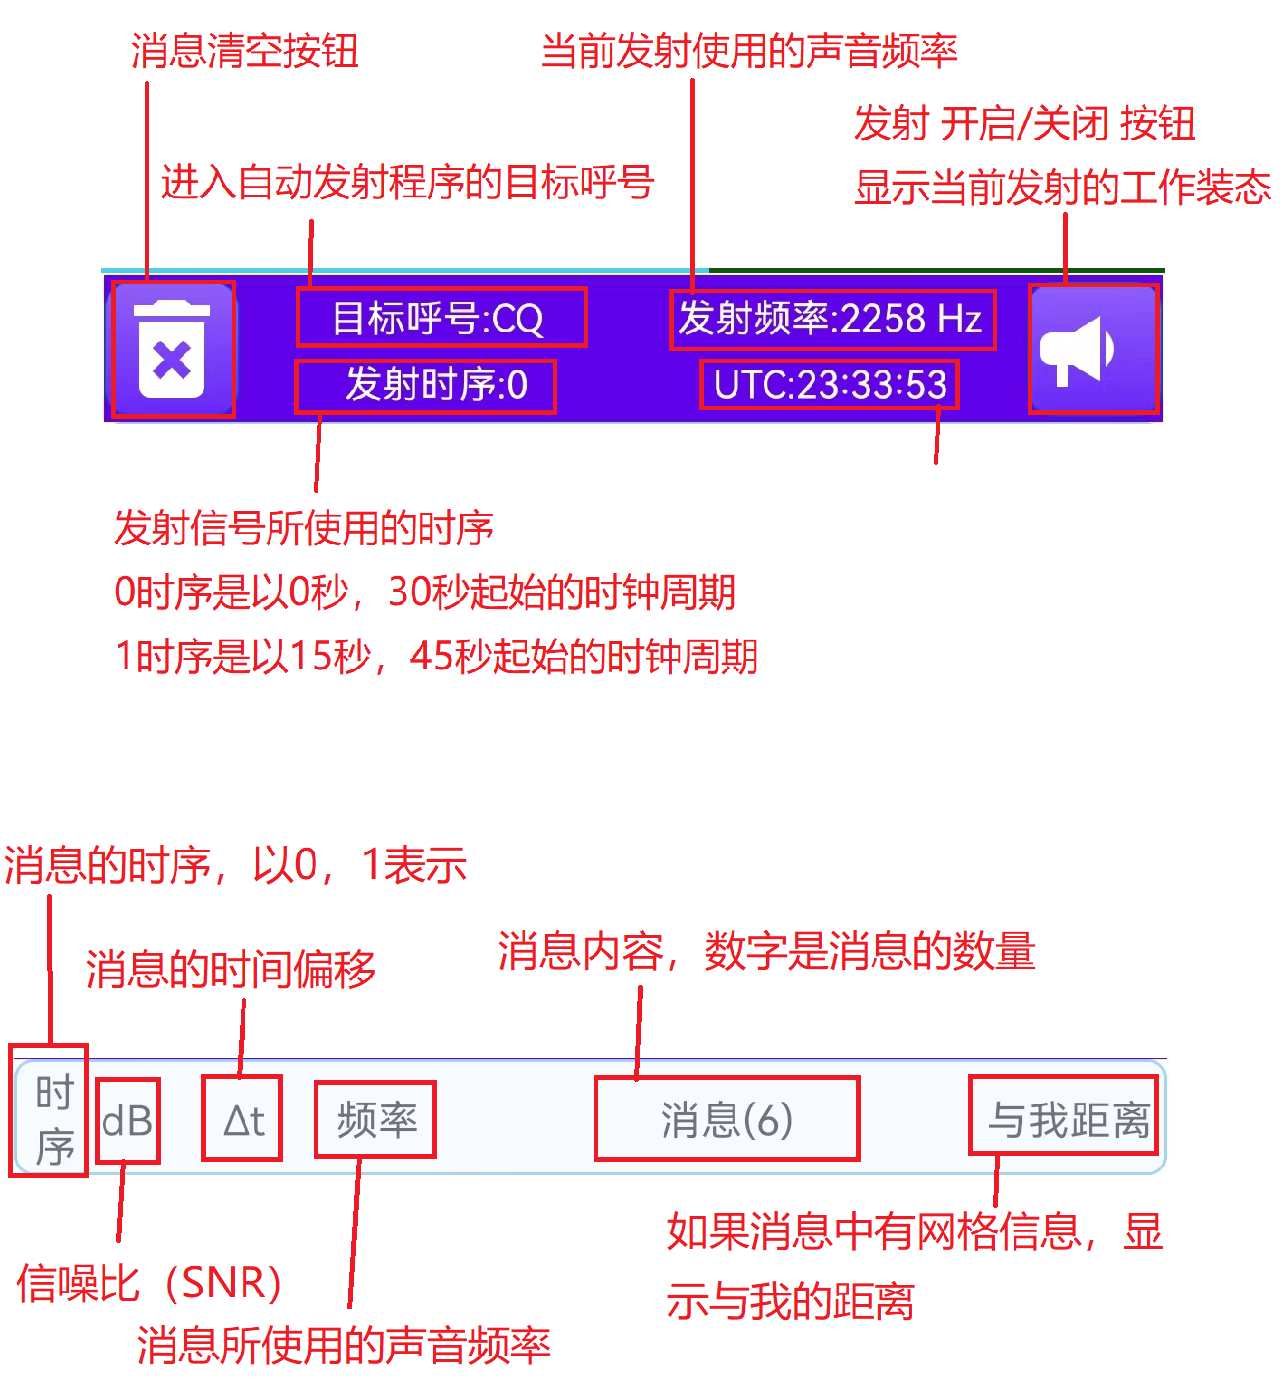 消息清空按钮
当前发射使用的声音频率
发射 开启/关闭 按钮
显示当前发射的工作装态
进入自动发射程序的目标呼号
目标呼号:CQ
发射频率:2258 Hz
发射时序:0
UTC:23:33:53
发射信号所使用的时序
0时序是以0秒，30秒起始的时钟周期
1时序是以15秒，45秒起始的时钟周期
消息的时序，以0，1表示
消息的时间偏移
消息内容，数字是消息的数量
时序
dB
Δt
频率
消息(6)
与我距离
信噪比（SNR）
消息所使用的声音频率
如果消息中有网格信息，显
示与我的距离